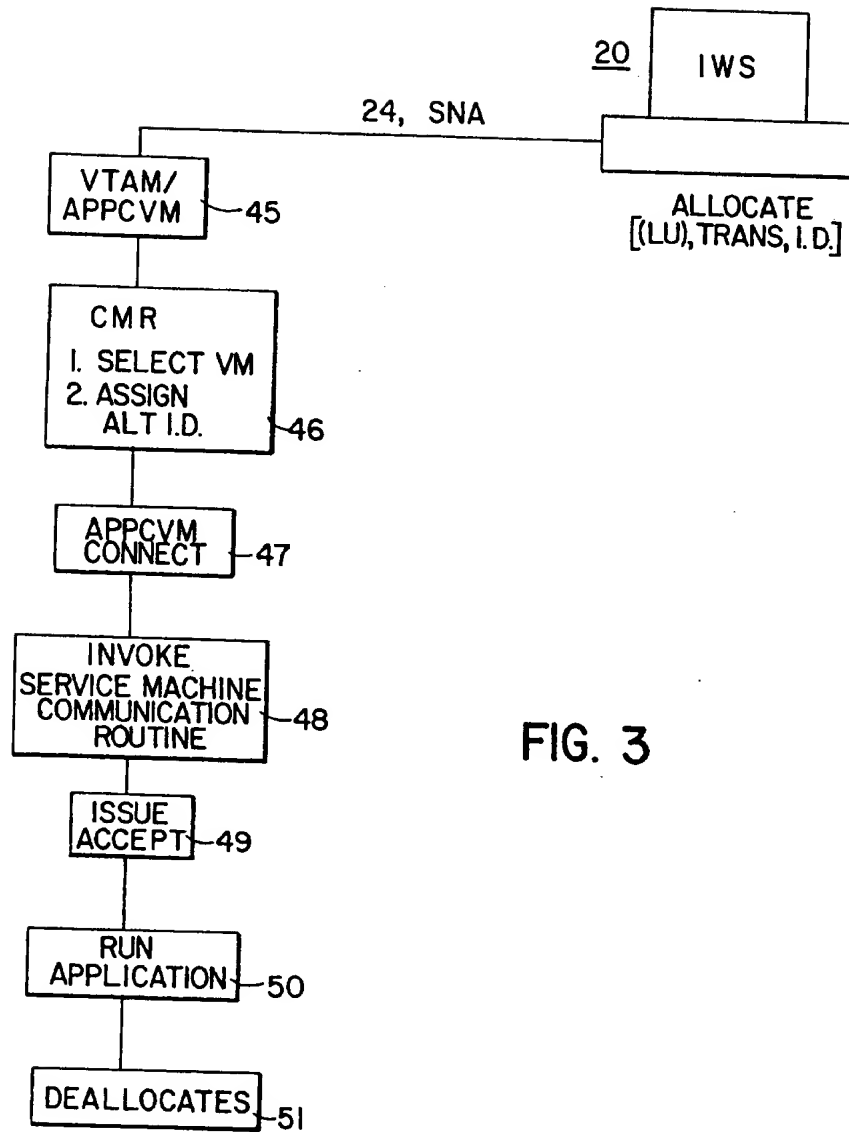 20
IWS
24, SNA
ALLOCATE
[(LU), TRANS, I.D.]
VTAM/
APPCVM
45
CMR
1. SELECT VM
2. ASSIGN
ALT I.D.
46
APPCVM
CONNECT
47
INVOKE
SERVICE MACHINE
COMMUNICATION
ROUTINE
48
FIG. 3
ISSUE
ACCEPT
49
RUN
APPLICATION
50
DEALLOCATES
51